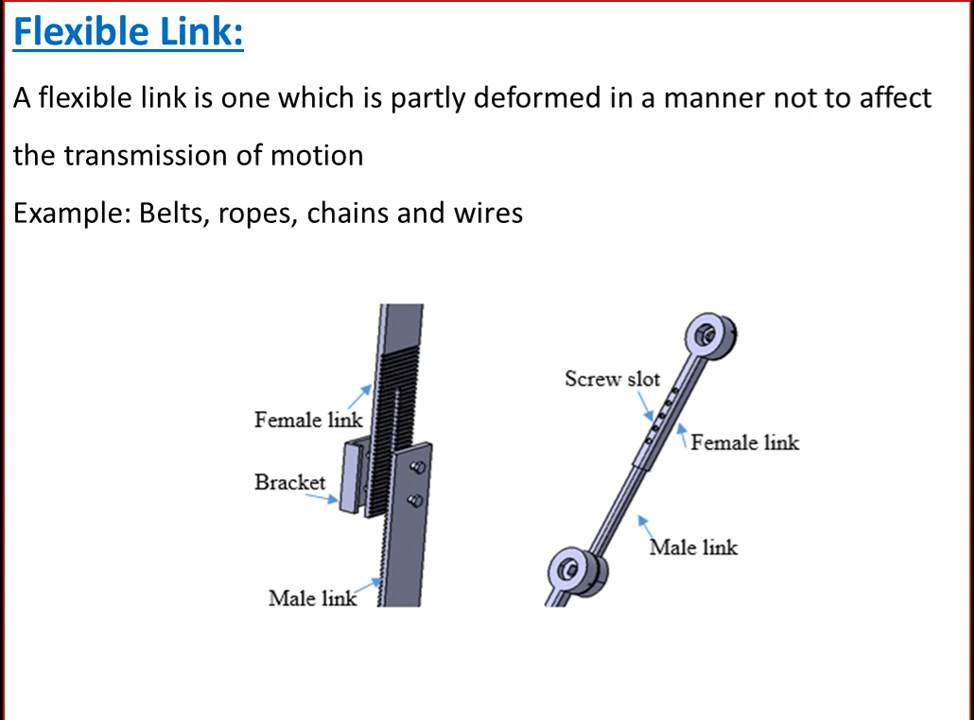 Flexible Link:
A flexible link is one which is partly deformed in a manner not to affect
the transmission of motion
Example: Belts, ropes, chains and wires
Screw slot
Female link
Female link
Bracket
Male link
Male link